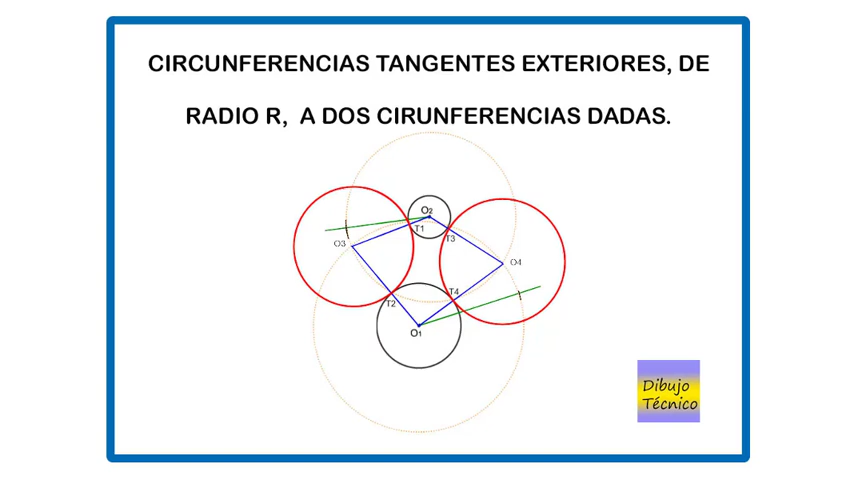 CIRCUNFERENCIAS TANGENTES EXTERIORES, DE
RADIO R,  A DOS CIRUNFERENCIAS DADAS.
O2
T1
T3
O3
O4
T2
T4
O1
Dibujo
Técnico